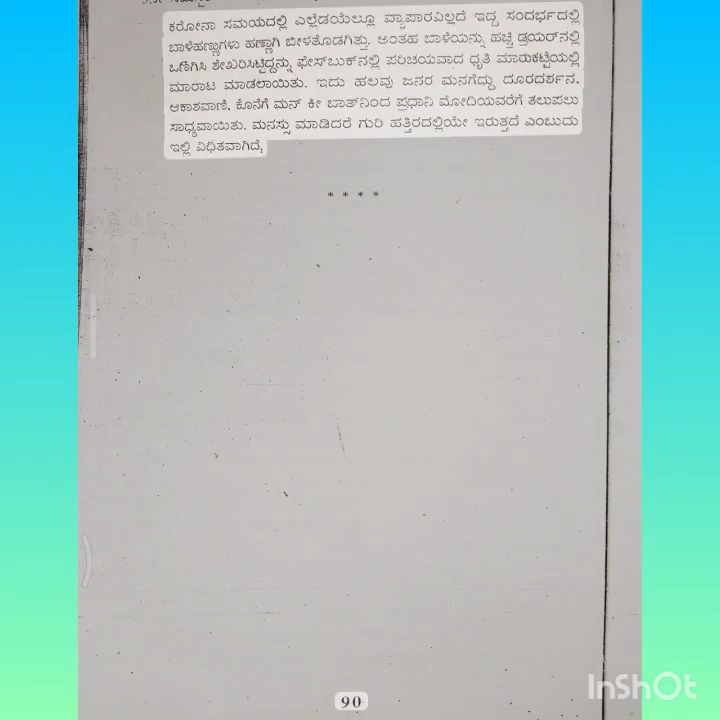 ಕರೋನಾ ಸಮಯದಲ್ಲಿ ಎಲ್ಲೆಡೆಯೆಲ್ಲೂ ವ್ಯಾಪಾರವಿಲ್ಲದೆ ಇದ್ದ ಸಂದರ್ಭದಲ್ಲಿ
ಬಾಳೆಹಣ್ಣುಗಳು ಹಣ್ಣಾಗಿ ಬೀಳತೊಡಗಿತ್ತು. ಅಂತಹ ಬಾಳೆಯನ್ನು ಹಚ್ಚಿ ಡ್ರಯರ್‌ನಲ್ಲಿ
ಒಣಗಿಸಿ ಶೇಖರಿಸಿಟ್ಟಿದ್ದನ್ನು ಫೇಸ್‌ಬುಕ್‌ನಲ್ಲಿ ಪರಿಚಯವಾದ ಧೃತಿ ಮಾರುಕಟ್ಟೆಯಲ್ಲಿ
ಮಾರಾಟ ಮಾಡಲಾಯಿತು. ಇದು ಹಲವು ಜನರ ಮನಗೆದ್ದು ದೂರದರ್ಶನ.
ಆಕಾಶವಾಣಿ. ಕೊನೆಗೆ ಮನ್ ಕೀ ಬಾತ್‌ನಿಂದ ಪ್ರಧಾನಿ ಮೋದಿಯವರೆಗೆ ತಲುಪಲು
ಸಾಧ್ಯವಾಯಿತು. ಮನಸ್ಸು ಮಾಡಿದರೆ ಗುರಿ ಹತ್ತಿರದಲ್ಲಿಯೇ ಇರುತ್ತದೆ ಎಂಬುದು
ಇಲ್ಲಿ ವಿಧಿತವಾಗಿದೆ.
* * * *
90
InShOt